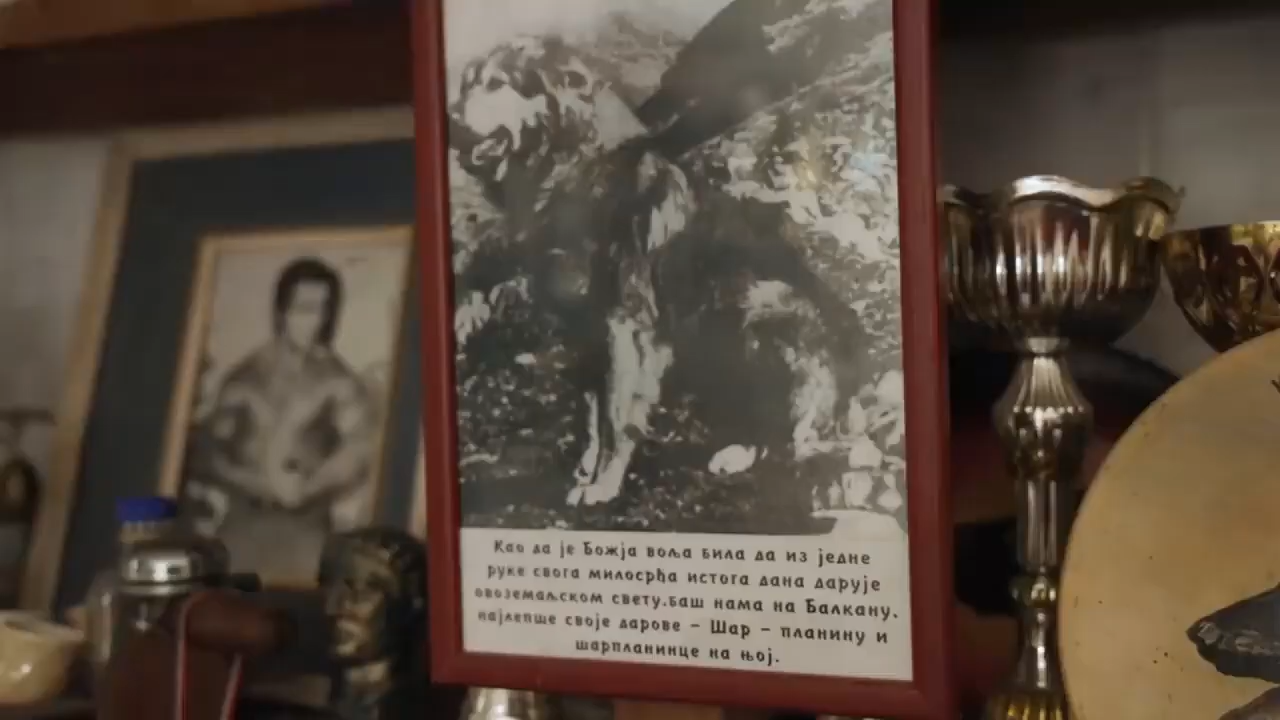 Као да је Божја воља била да из једне
руке свога милосрђа истога дана дарује
овоземаљском свету.баш нама на Балкану.
најлепше своје дарове – Шар – планину и
шарпланинце на њој.